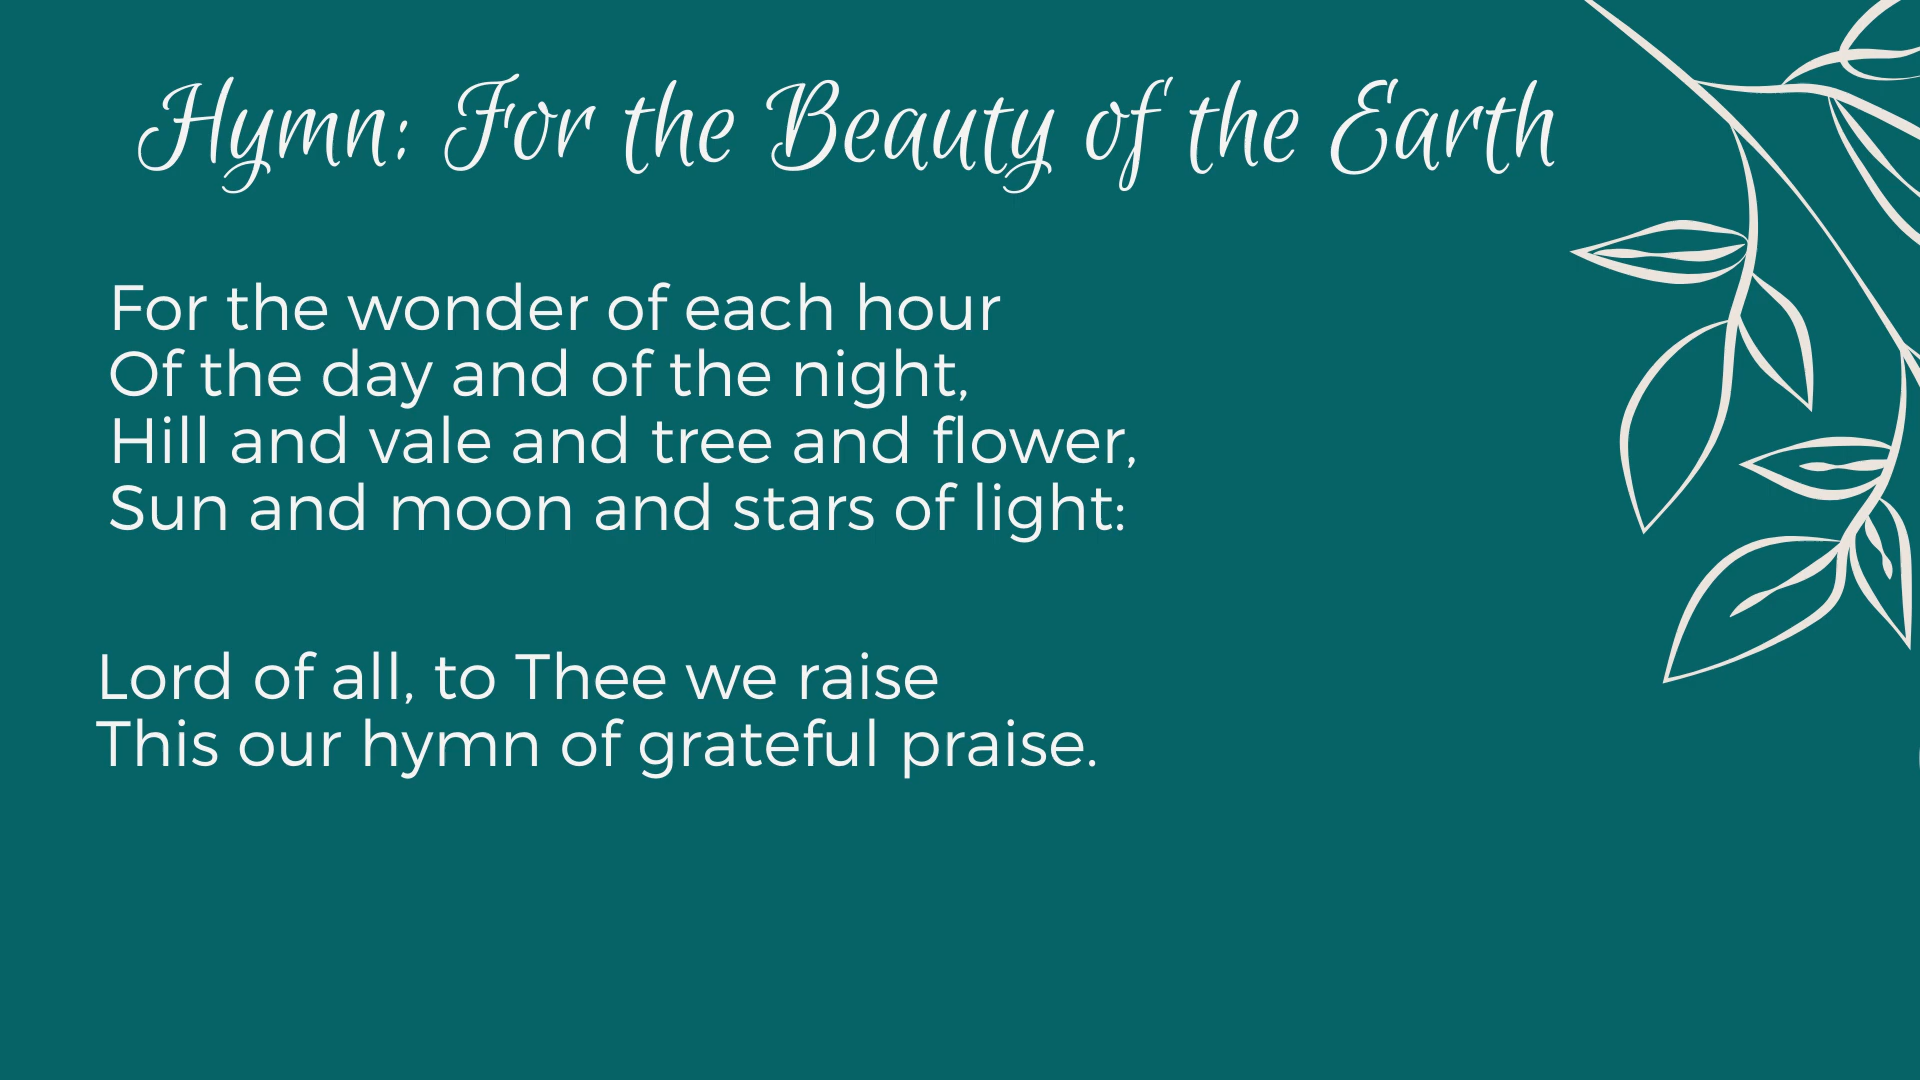 Hymn: For the Beauty of the Earth
For the wonder of each hour
Of the day and of the night,
Hill and vale and tree and flower,
Sun and moon and stars of light:
Lord of all, to Thee we raise
This our hymn of grateful praise.